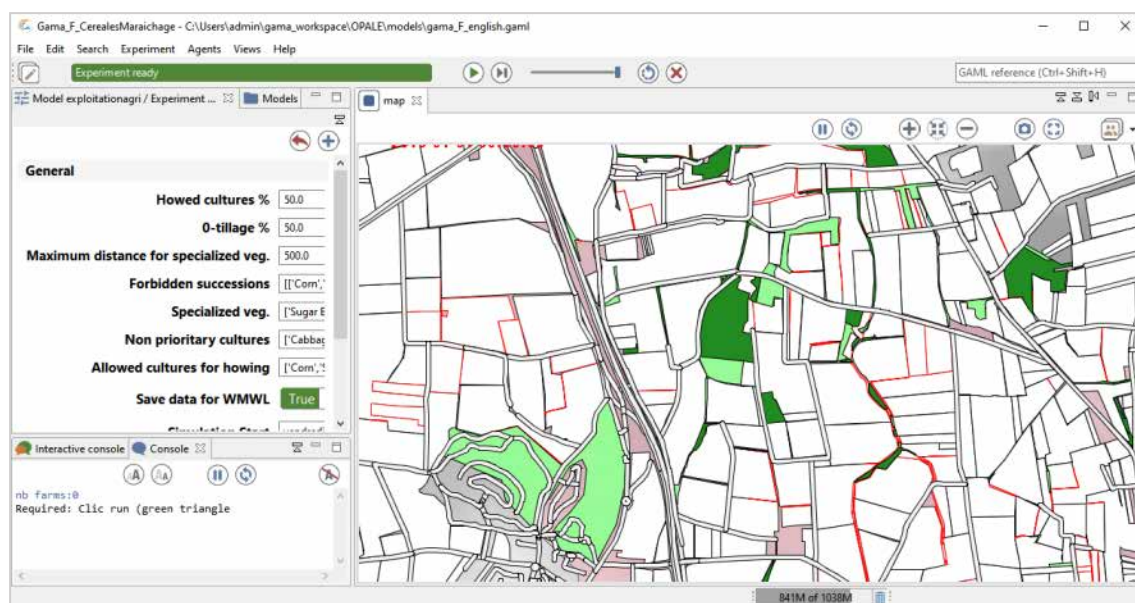 Gama_F_CerealesMaraichage - C:\Users\admin\gama_workspace\OPALE\models\gama_F_english.gaml
File Edit Search Experiment Agents Views Help
Experiment ready
GAML reference (Ctrl+Shift+H)
Model exploitationagri / Experiment ...
Models
map
General
Howed cultures % 50.0
0-tillage % 50.0
Maximum distance for specialized veg. 500.0
Forbidden successions [['Corn','
Specialized veg. ['Sugar B
Non prioritary cultures ['Cabbag
Allowed cultures for howing ['Corn','S
Save data for WMWL True
Simulation Start
Interactive console
Console
nb farms:0
Required: Clic run (green triangle
841M of 1038M